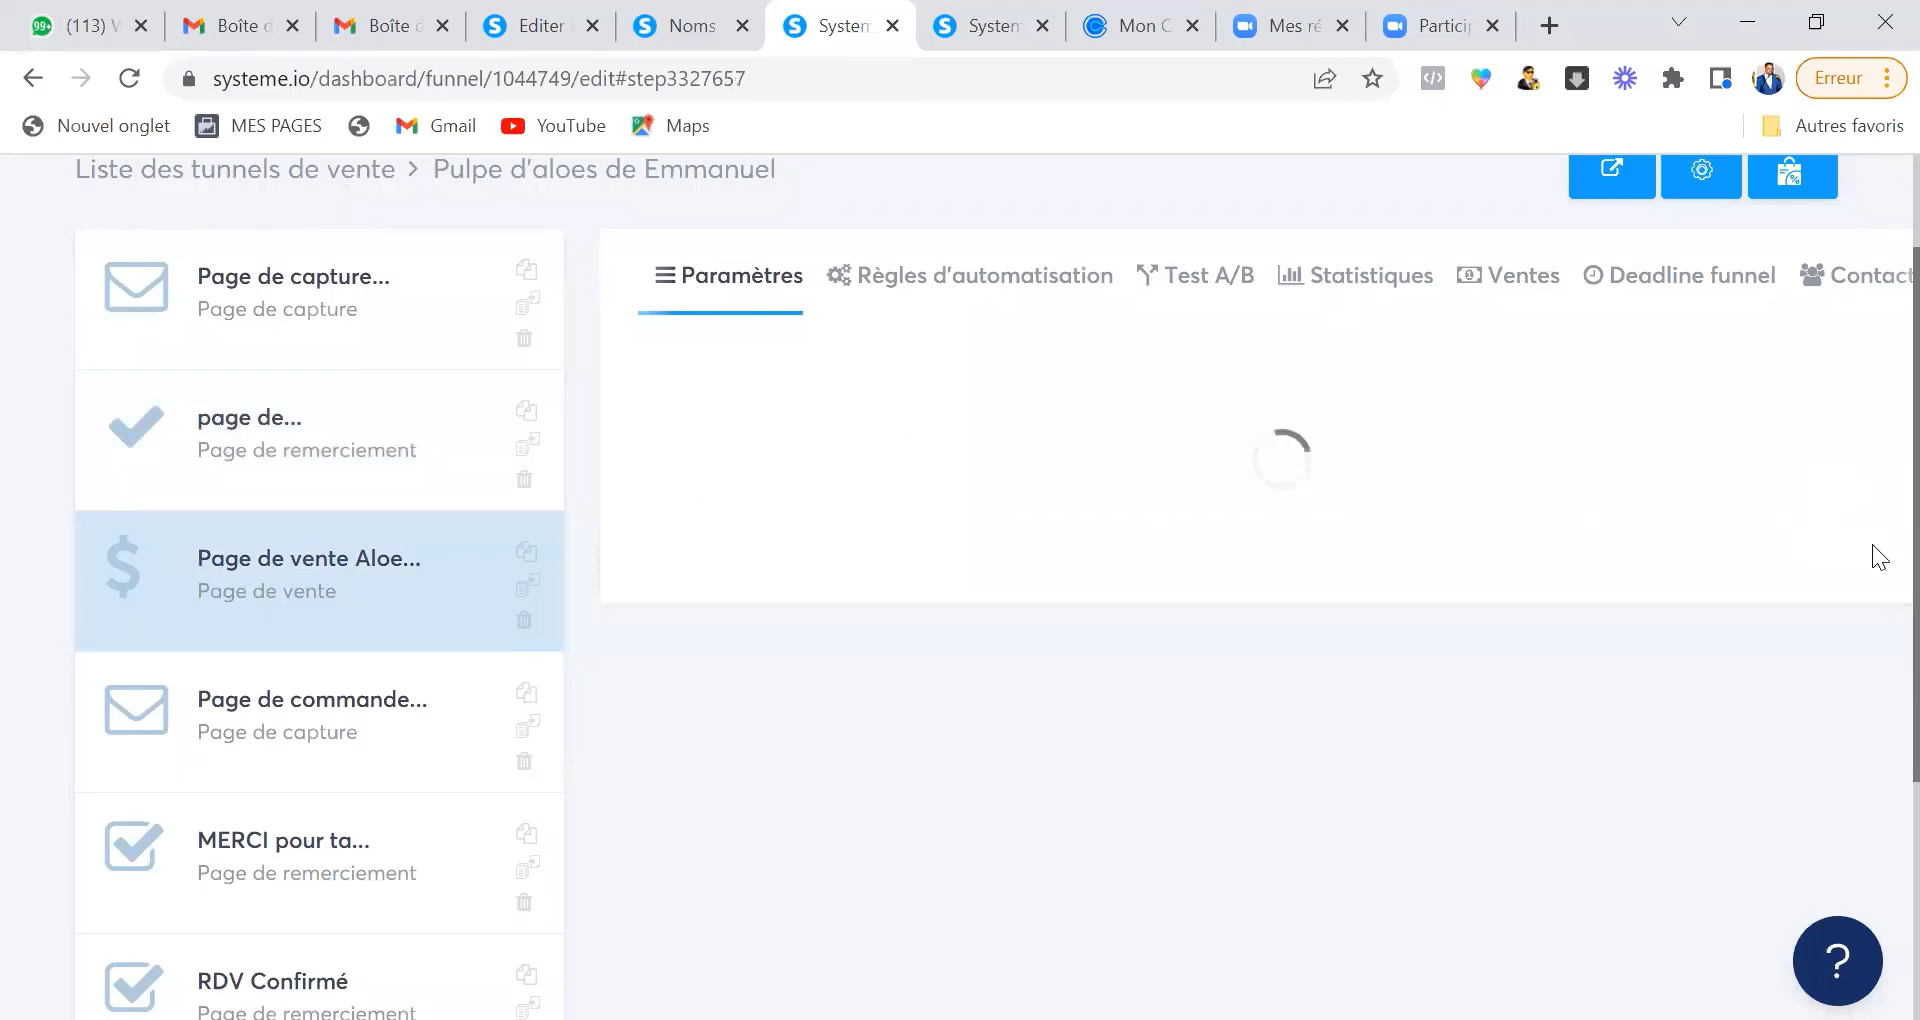 99+ (113) W
Boîte d
Boîte d
Editer
Noms
System
System
Mon C
Mes ré
Particip
systeme.io/dashboard/funnel/1044749/edit#step3327657
Erreur
Nouvel onglet
MES PAGES
Gmail
YouTube
Maps
Autres favoris
Liste des tunnels de vente > Pulpe d'aloes de Emmanuel
Page de capture...
Page de capture
page de...
Page de remerciement
Page de vente Aloe...
Page de vente
Page de commande...
Page de capture
MERCI pour ta...
Page de remerciement
RDV Confirmé
Page de remerciement
Paramètres
Règles d'automatisation
Test A/B
Statistiques
Ventes
Deadline funnel
Contact
?